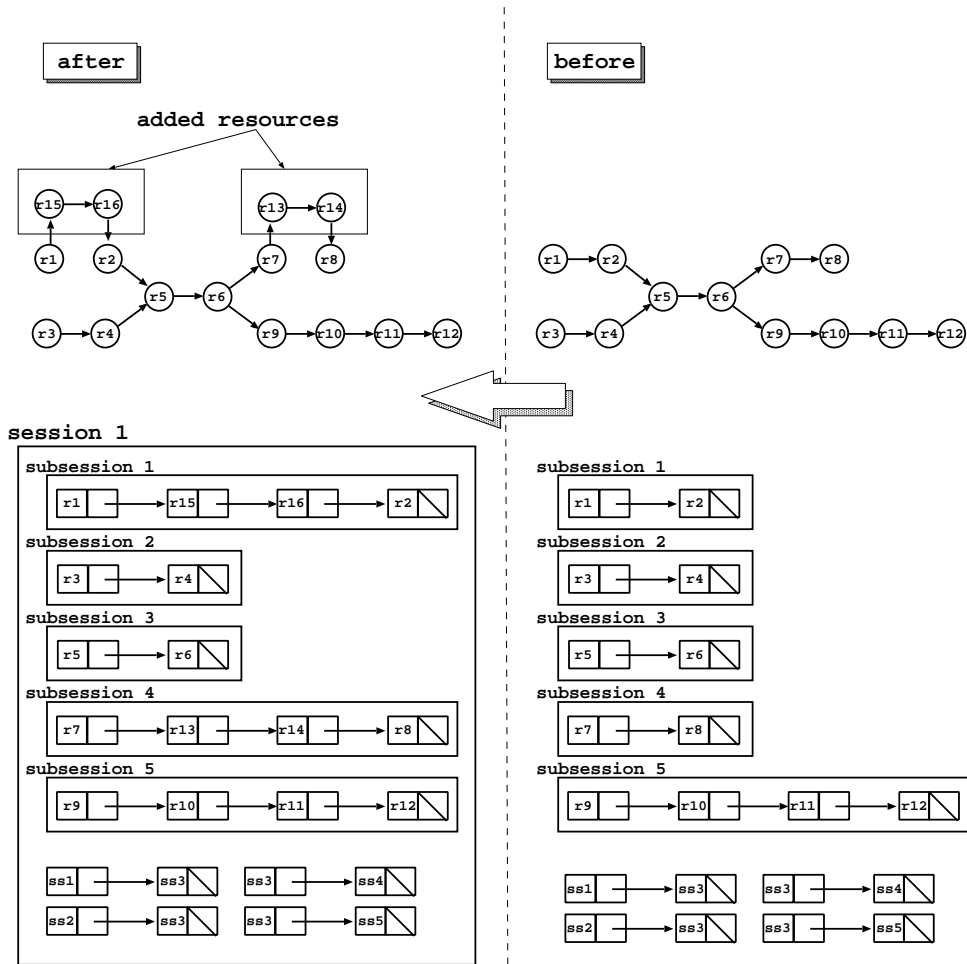 after before
added resources
r15 r16 r13 r14
r1 r2 r7 r8 r1 r2 r7 r8
r5 r6 r5 r6
r3 r4 r9 r10 r11 r12 r3 r4 r9 r10 r11 r12
session 1
subsession 1 subsession 1
r1 r15 r16 r2 r1 r2
subsession 2 subsession 2
r3 r4 r3 r4
subsession 3 subsession 3
r5 r6 r5 r6
subsession 4 subsession 4
r7 r13 r14 r8 r7 r8
subsession 5 subsession 5
r9 r10 r11 r12 r9 r10 r11 r12
ss1 ss3 ss3 ss4 ss1 ss3 ss3 ss4
ss2 ss3 ss3 ss5 ss2 ss3 ss3 ss5